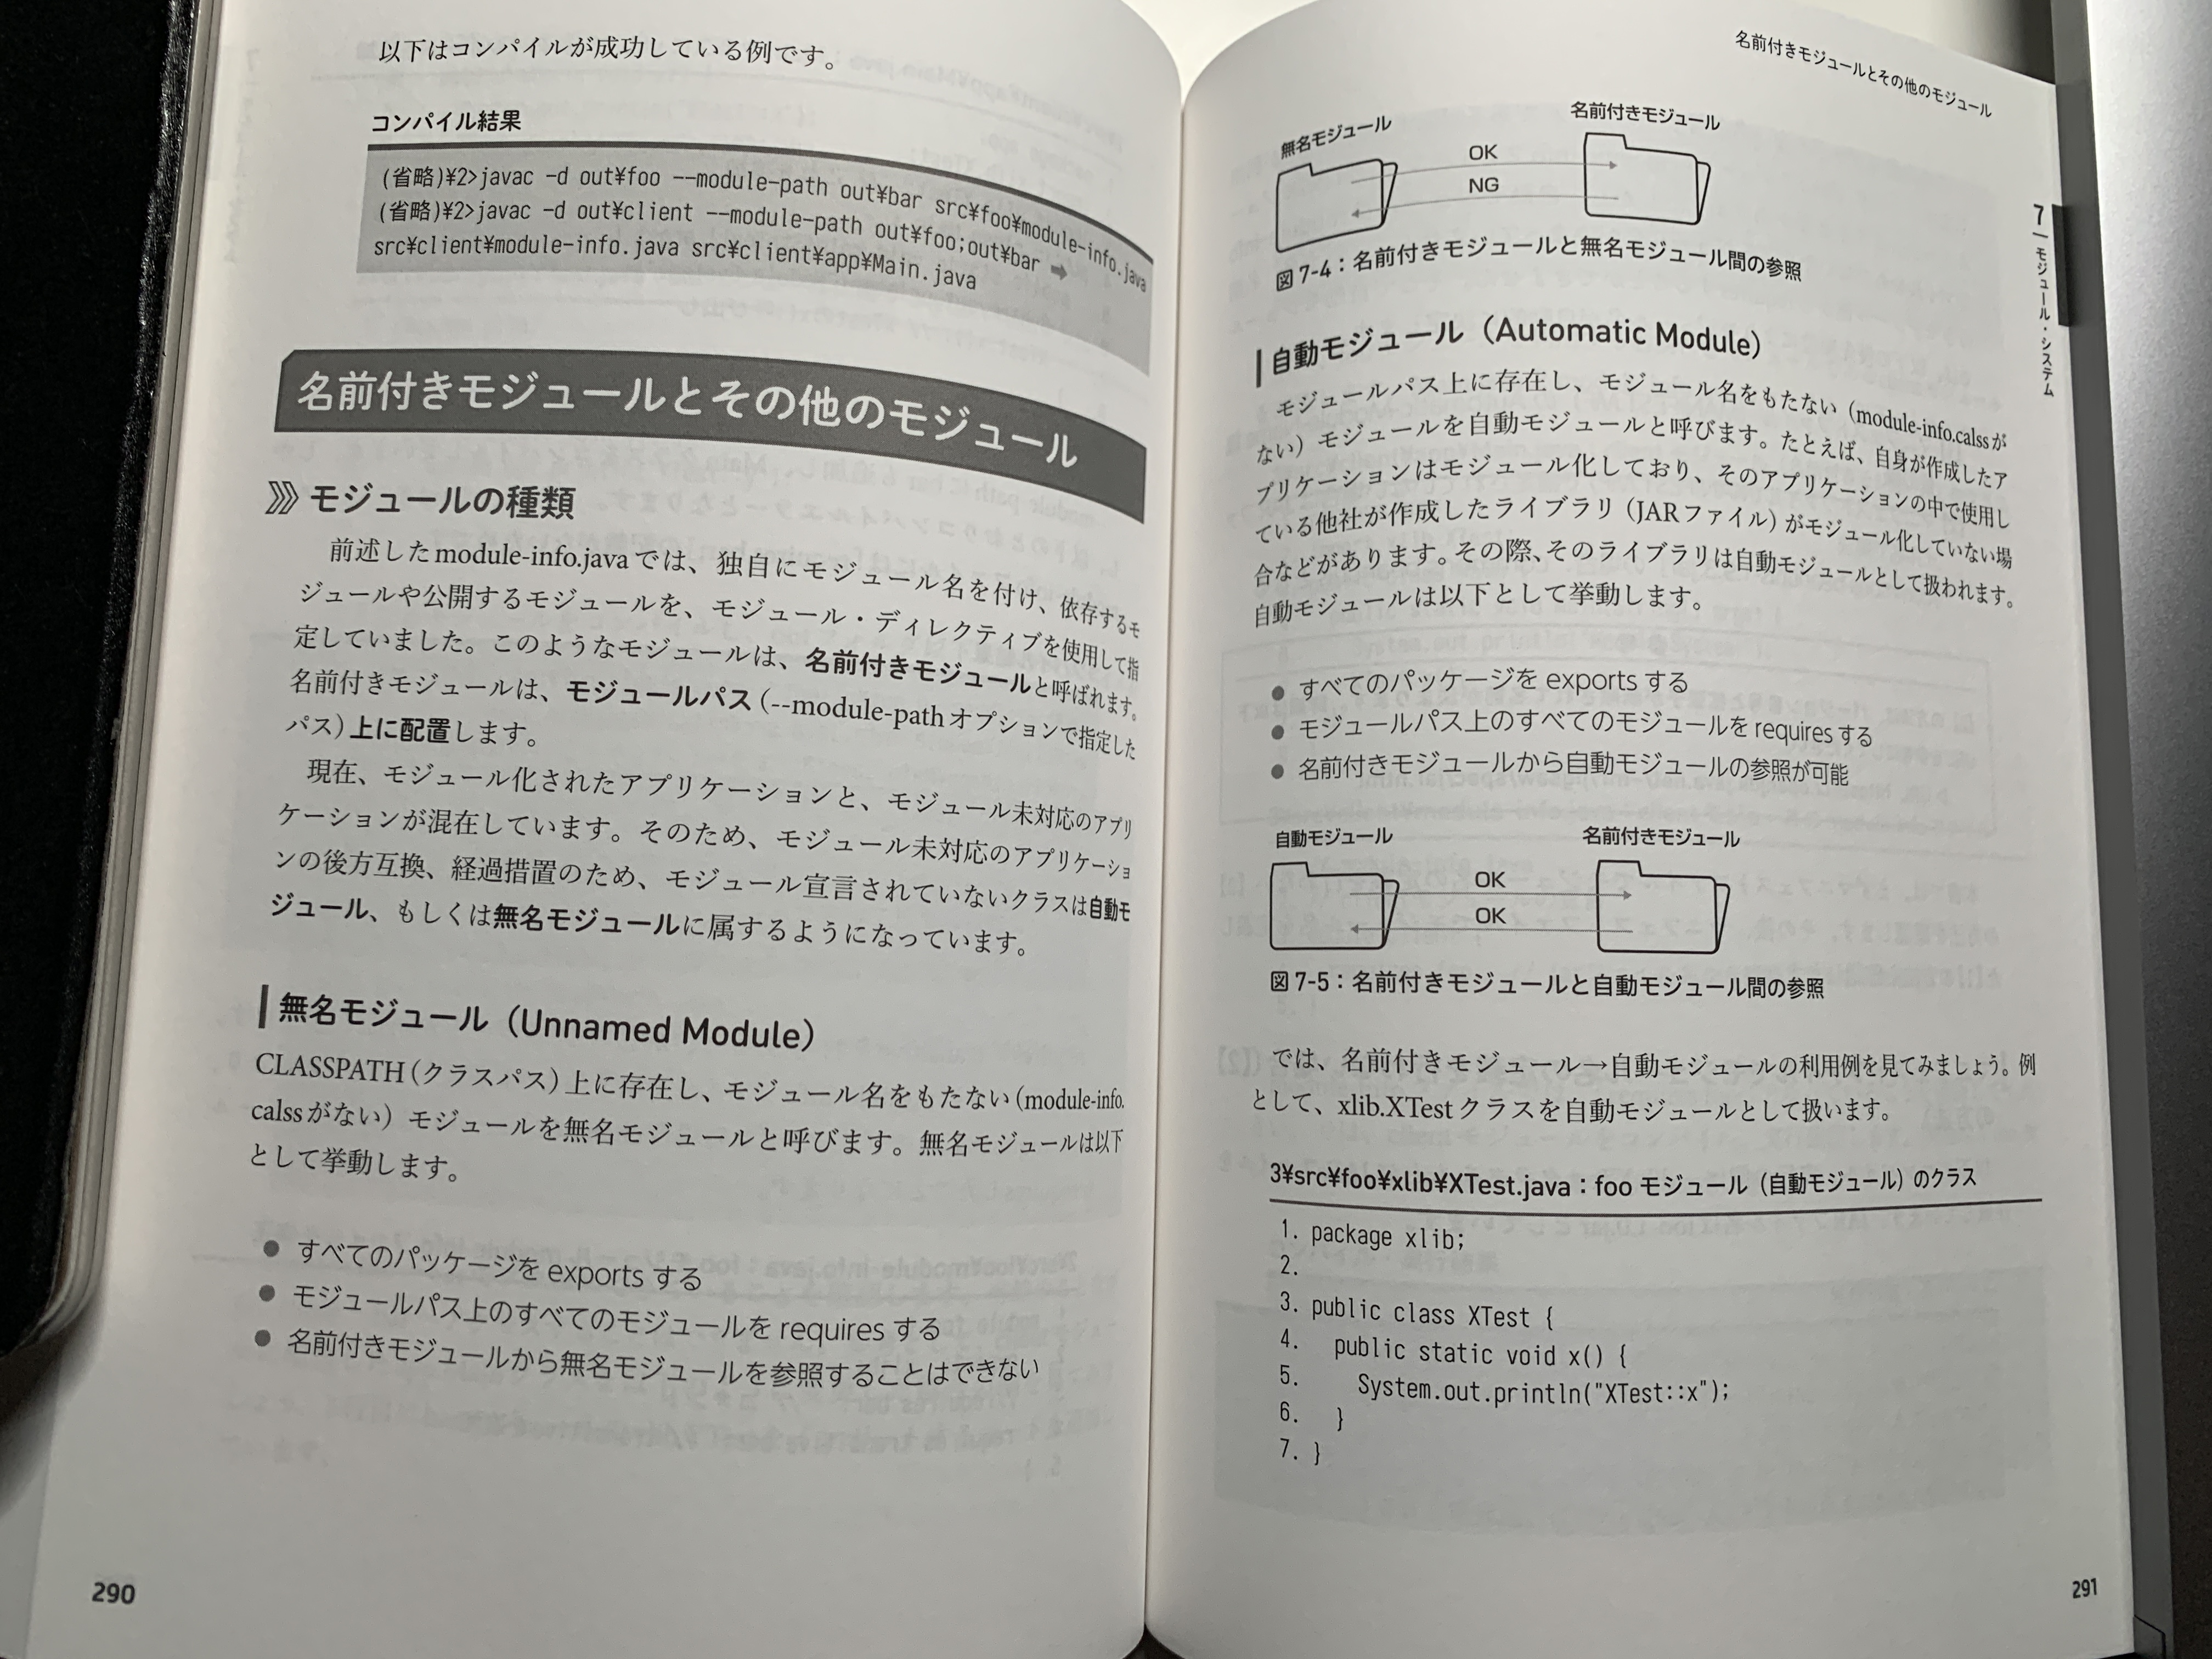 以下はコンパイルが成功している例です。
コンパイル結果
(省略)¥2>javac -d out¥foo --module-path out¥bar src¥foo¥module-info.java
(省略)¥2>javac -d out¥client --module-path out¥foo;out¥bar ➡
src¥client¥module-info.java src¥client¥app¥Main.java
名前付きモジュールとその他のモジュール
モジュールの種類
前述したmodule-info.javaでは、独自にモジュール名を付け、依存するモ
ジュールや公開するモジュールを、モジュール・ディレクティブを使用して指
定していました。このようなモジュールは、名前付きモジュールと呼ばれます。
名前付きモジュールは、モジュールパス（--module-pathオプションで指定した
パス）上に配置します。
現在、モジュール化されたアプリケーションと、モジュール未対応のアプリ
ケーションが混在しています。そのため、モジュール未対応のアプリケーショ
ンの後方互換、経過措置のため、モジュール宣言されていないクラスは自動モ
ジュール、もしくは無名モジュールに属するようになっています。
無名モジュール（Unnamed Module）
CLASSPATH（クラスパス）上に存在し、モジュール名をもたない（module-info.
calssがない）モジュールを無名モジュールと呼びます。無名モジュールは以下
として挙動します。
● すべてのパッケージを exports する
● モジュールパス上のすべてのモジュールを requires する
● 名前付きモジュールから無名モジュールを参照することはできない
290
名前付きモジュールとその他のモジュール
7 モジュール・システム
無名モジュール 名前付きモジュール
OK
NG
図7-4：名前付きモジュールと無名モジュール間の参照
自動モジュール（Automatic Module）
モジュールパス上に存在し、モジュール名をもたない（module-info.calssが
ない）モジュールを自動モジュールと呼びます。たとえば、自身が作成したア
プリケーションはモジュール化しており、そのアプリケーションの中で使用し
ている他社が作成したライブラリ（JARファイル）がモジュール化していない場
合などがあります。その際、そのライブラリは自動モジュールとして扱われます。
自動モジュールは以下として挙動します。
● すべてのパッケージを exports する
● モジュールパス上のすべてのモジュールを requires する
● 名前付きモジュールから自動モジュールの参照が可能
自動モジュール 名前付きモジュール
OK
OK
図7-5：名前付きモジュールと自動モジュール間の参照
では、名前付きモジュール→自動モジュールの利用例を見てみましょう。例
として、xlib.XTestクラスを自動モジュールとして扱います。
3¥src¥foo¥xlib¥XTest.java：foo モジュール（自動モジュール）のクラス
1. package xlib;
2.
3. public class XTest {
4.   public static void x() {
5.     System.out.println("XTest::x");
6.   }
7. }
291